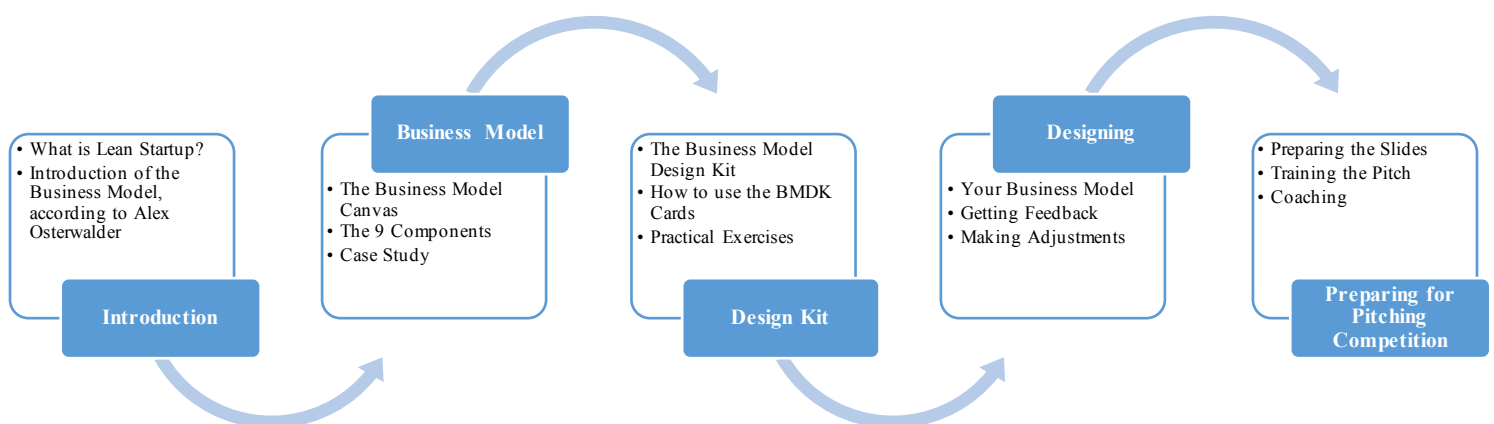 • What is Lean Startup?
• Introduction of the
Business Model,
according to Alex
Osterwalder
Introduction
Business Model
• The Business Model
Canvas
• The 9 Components
• Case Study
• The Business Model
Design Kit
• How to use the BMDK
Cards
• Practical Exercises
Design Kit
Designing
• Your Business Model
• Getting Feedback
• Making Adjustments
• Preparing the Slides
• Training the Pitch
• Coaching
Preparing for
Pitching
Competition